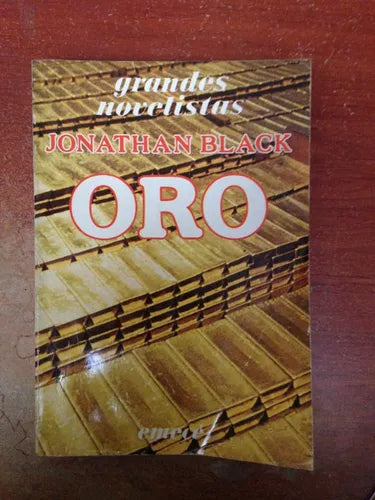 grandes
novelistas
JONATHAN BLACK
ORO
emecé